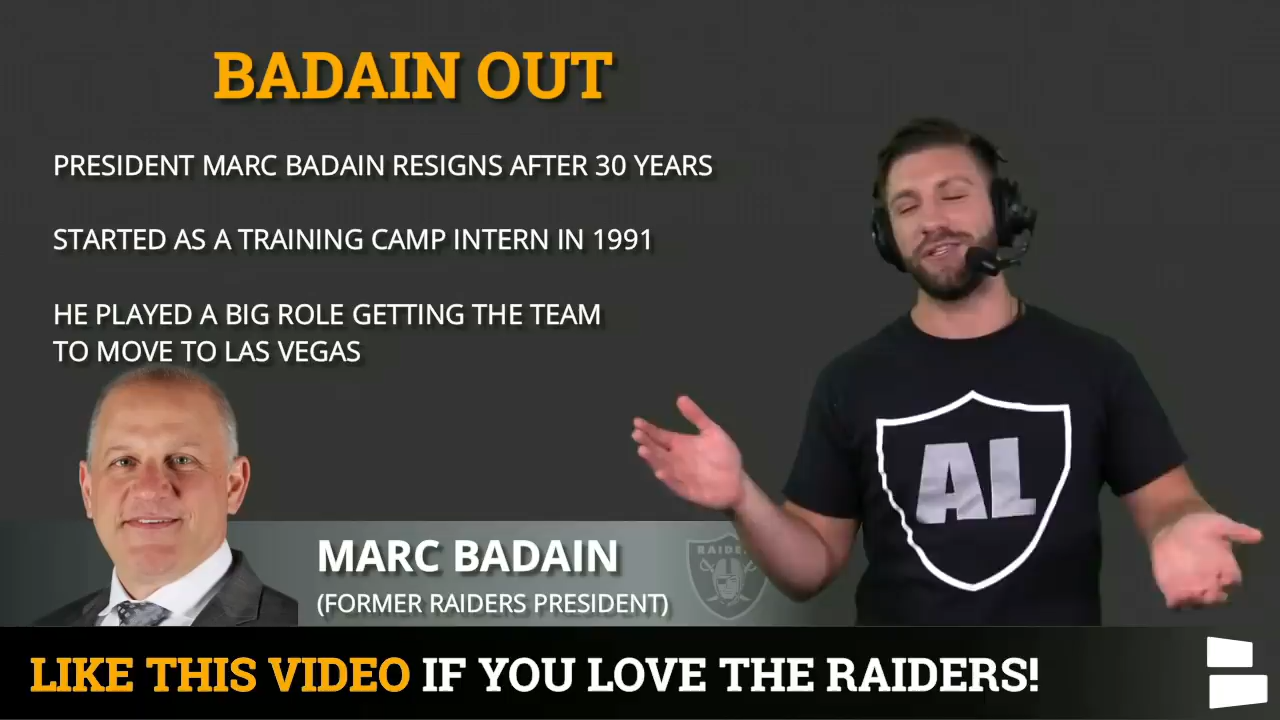 BADAIN OUT
PRESIDENT MARC BADAIN RESIGNS AFTER 30 YEARS
STARTED AS A TRAINING CAMP INTERN IN 1991
HE PLAYED A BIG ROLE GETTING THE TEAM
TO MOVE TO LAS VEGAS
AL
MARC BADAIN
(FORMER RAIDERS PRESIDENT)
LIKE THIS VIDEO IF YOU LOVE THE RAIDERS!